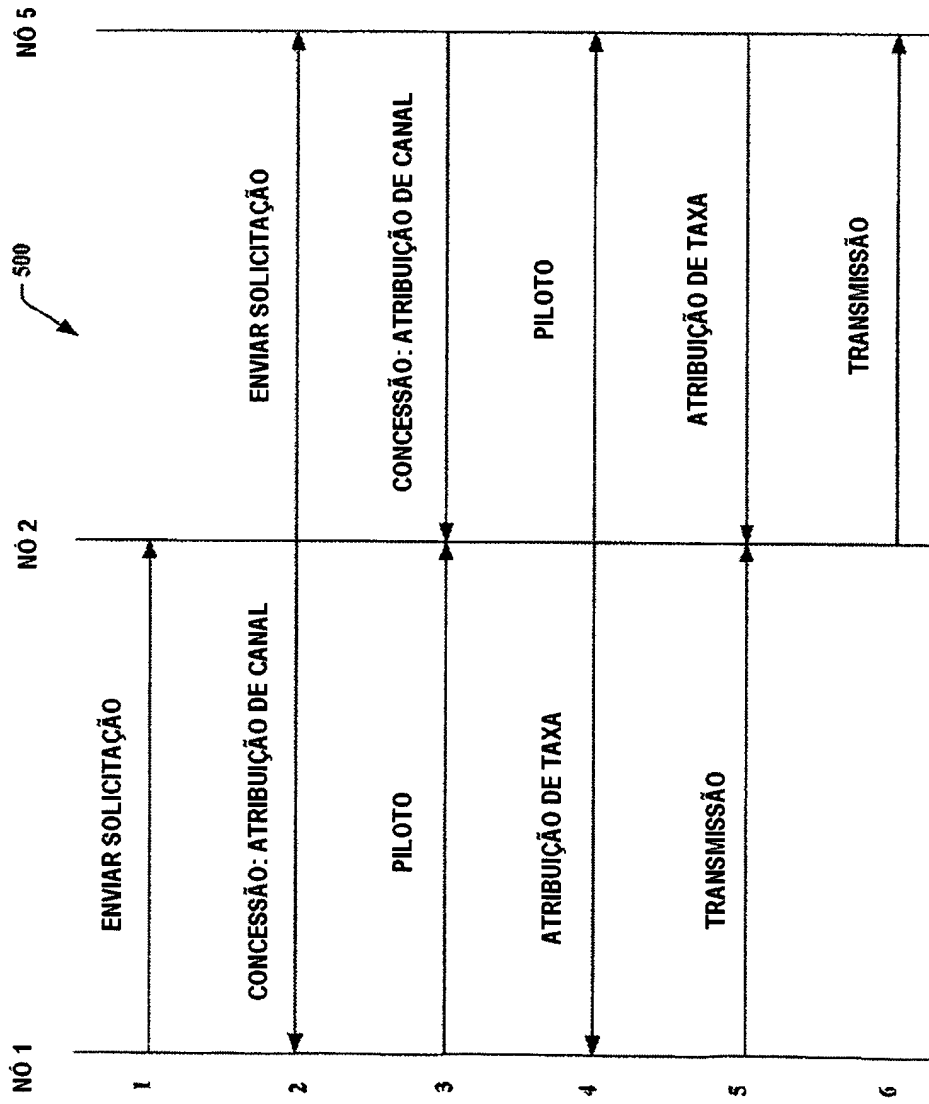 500
NÓ 1
NÓ 2
NÓ 5
1
ENVIAR SOLICITAÇÃO
2
CONCESSÃO: ATRIBUIÇÃO DE CANAL
ENVIAR SOLICITAÇÃO
3
PILOTO
CONCESSÃO: ATRIBUIÇÃO DE CANAL
4
ATRIBUIÇÃO DE TAXA
PILOTO
5
TRANSMISSÃO
ATRIBUIÇÃO DE TAXA
6
TRANSMISSÃO